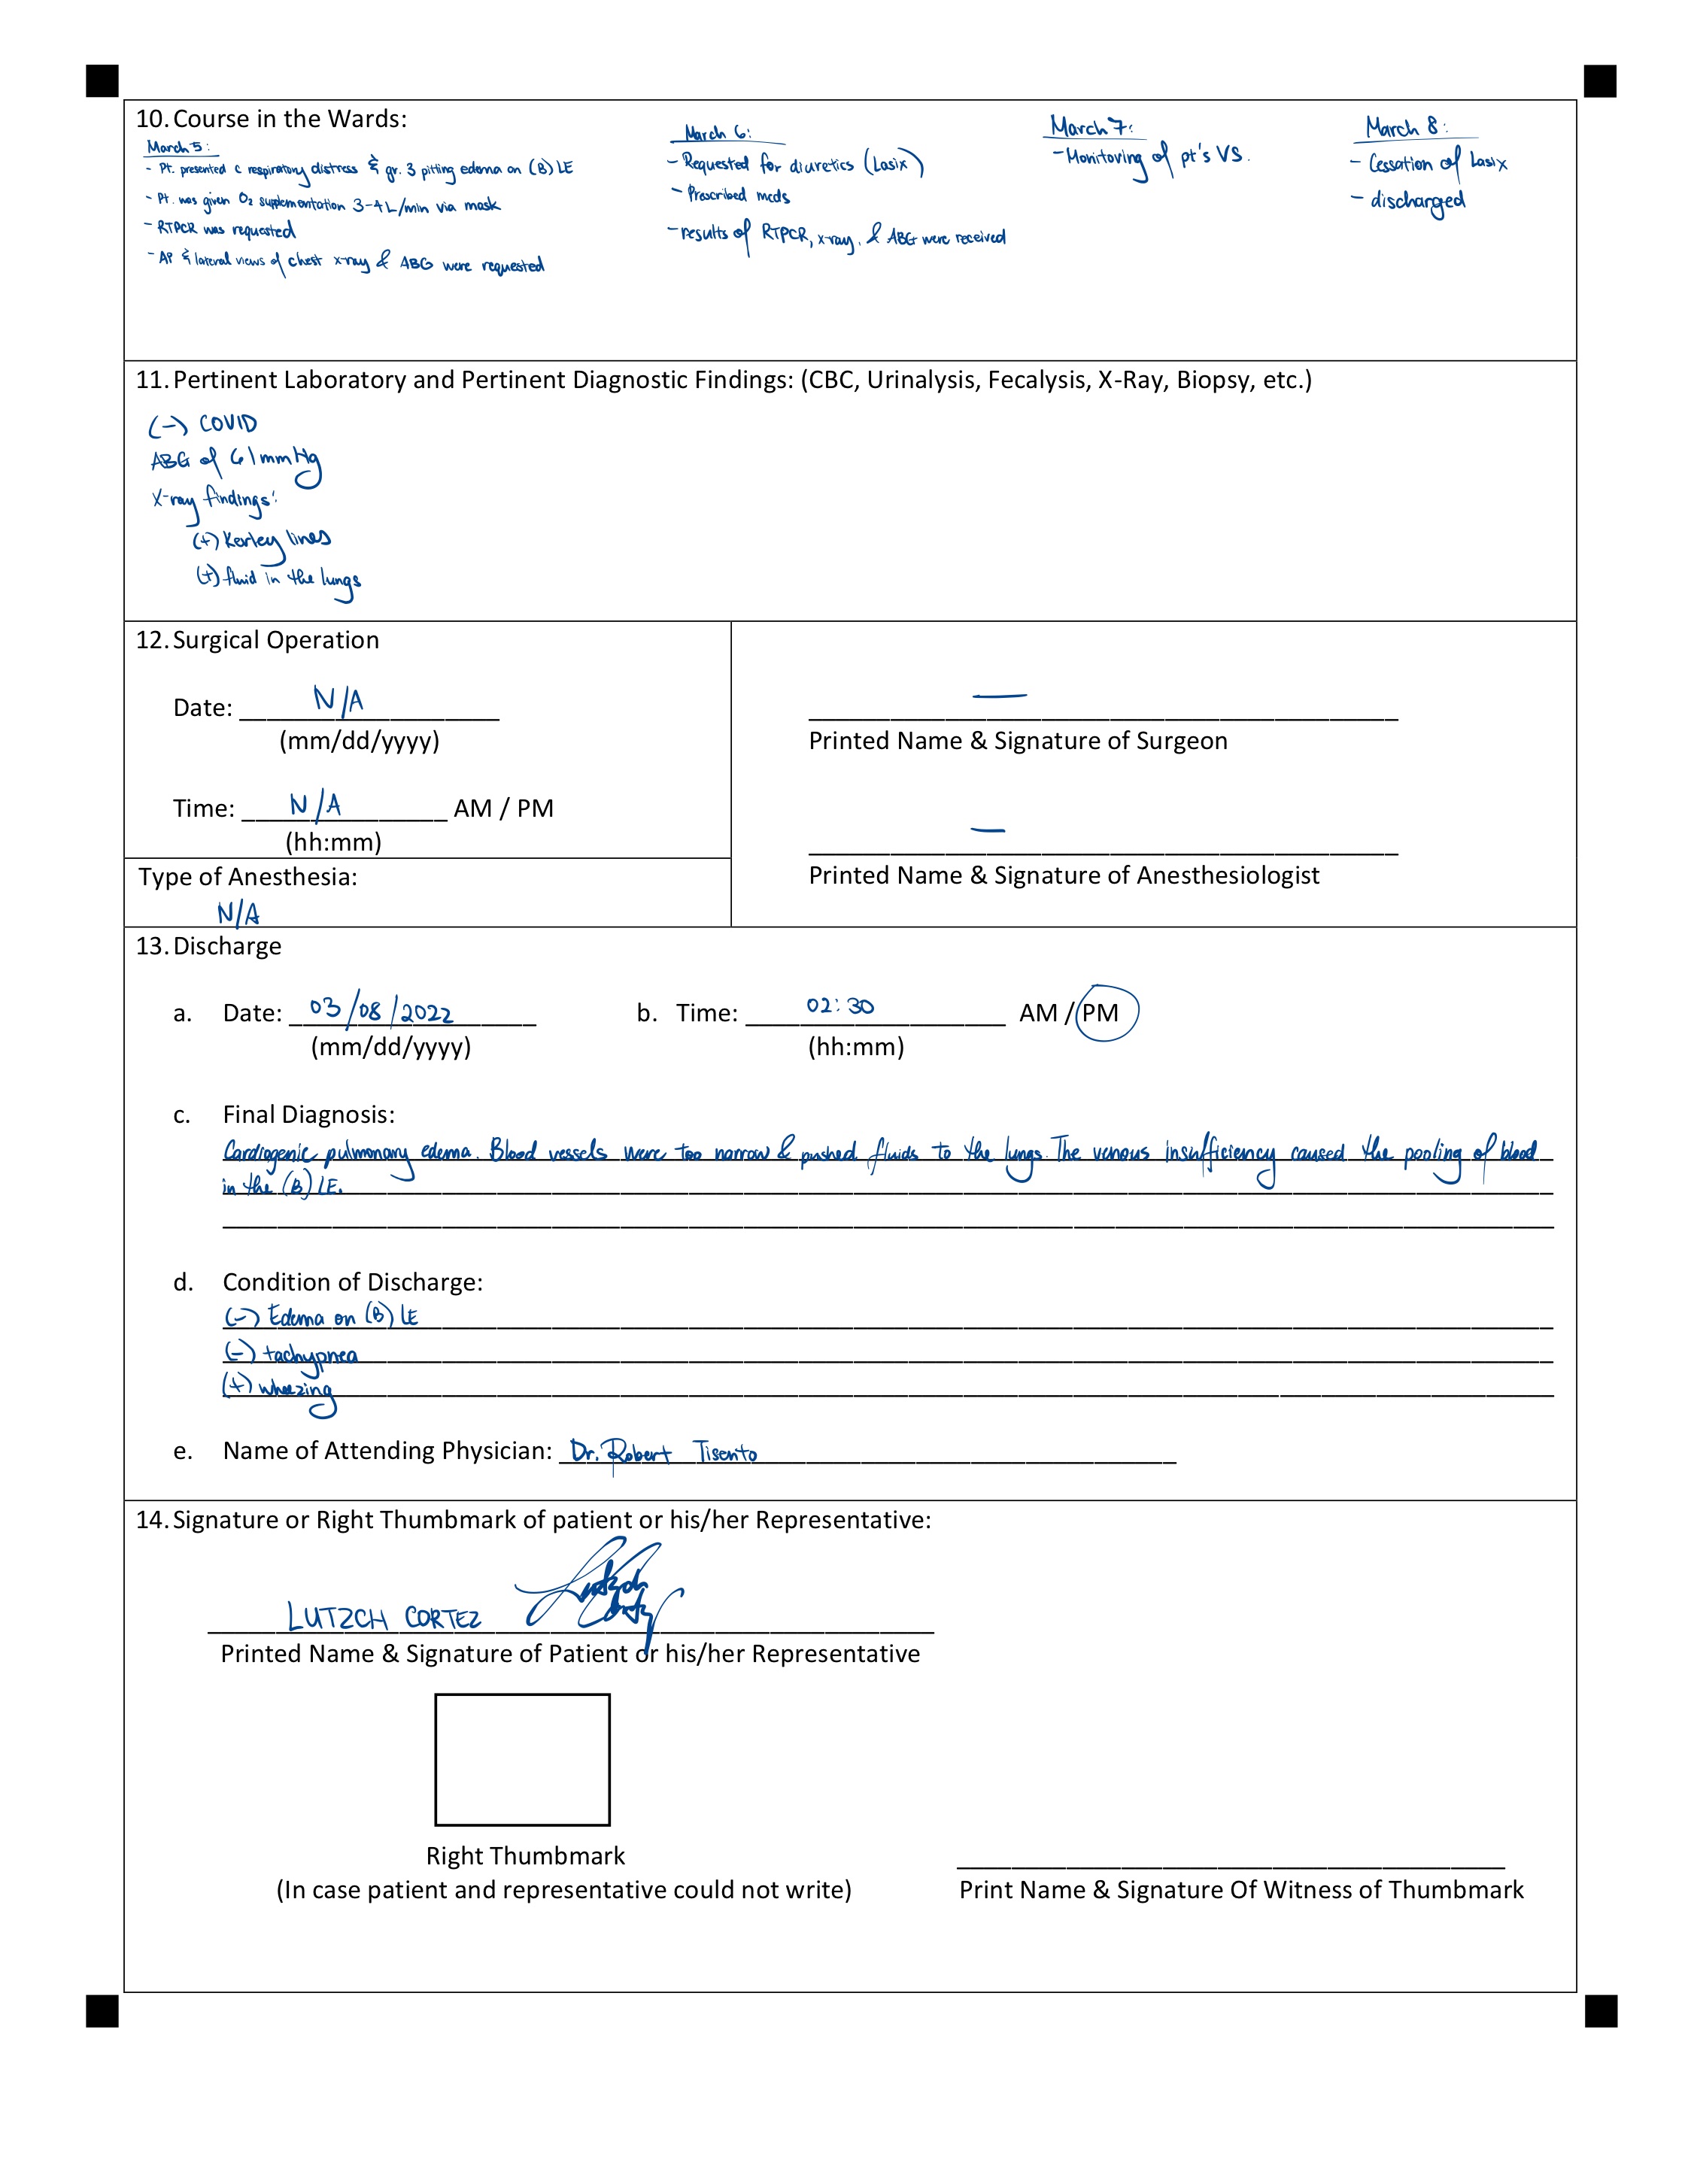 10. Course in the Wards:
March 5:
- Pt. presented c respiratory distress & gr. 3 pitting edema on (B) LE
- Pt. was given O2 supplementation 3-4 L/min via mask
- RTPCR was requested
- AP & lateral views of chest x-ray & ABG were requested
March 6:
- Requested for diuretics (Lasix)
- Prescribed meds
- results of RTPCR, x-ray, & ABG were received
March 7:
- Monitoring of pt's VS.
March 8:
- Cessation of Lasix
- discharged
11. Pertinent Laboratory and Pertinent Diagnostic Findings: (CBC, Urinalysis, Fecalysis, X-Ray, Biopsy, etc.)
(-) COVID
ABG of 61 mmHg
X-ray findings:
(+) Kerley lines
(+) fluid in the lungs
12. Surgical Operation
Date: N/A
(mm/dd/yyyy)
Time: N/A AM / PM
(hh:mm)
Type of Anesthesia:
N/A
—
Printed Name & Signature of Surgeon
—
Printed Name & Signature of Anesthesiologist
13. Discharge
a. Date: 03/08/2022 b. Time: 02:30 AM / PM
(mm/dd/yyyy) (hh:mm)
c. Final Diagnosis:
Cardiogenic pulmonary edema. Blood vessels were too narrow & pushed fluids to the lungs. The venous insufficiency caused the pooling of blood
in the (B) LE.
d. Condition of Discharge:
(-) Edema on (B) LE
(-) tachypnea
(+) wheezing
e. Name of Attending Physician: Dr. Robert Tisento
14. Signature or Right Thumbmark of patient or his/her Representative:
LUTZCH CORTEZ Lutzch Cortez
Printed Name & Signature of Patient or his/her Representative
Right Thumbmark
(In case patient and representative could not write)
Print Name & Signature Of Witness of Thumbmark